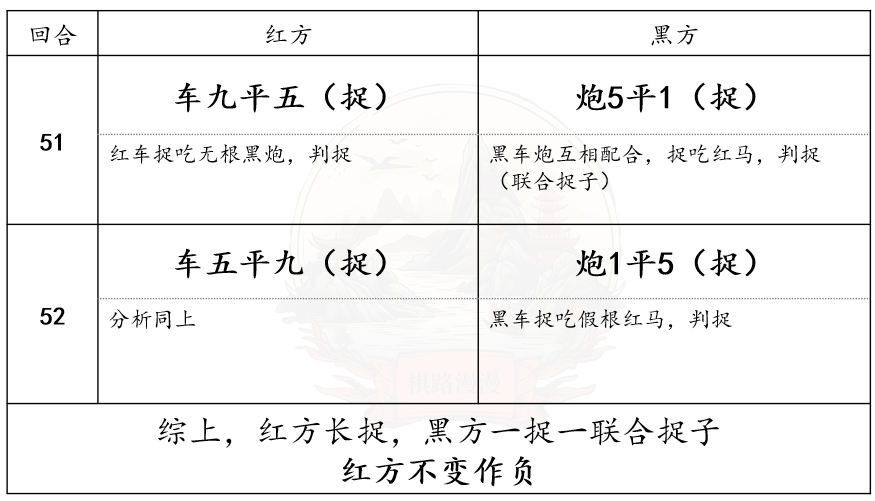 回合 红方 黑方
51 车九平五（捉） 炮5平1（捉）
红车捉吃无根黑炮，判捉 黑车炮互相配合，捉吃红马，判捉
（联合捉子）
52 车五平九（捉） 炮1平5（捉）
分析同上 黑车捉吃假根红马，判捉
棋路漫漫
综上，红方长捉，黑方一捉一联合捉子
红方不变作负